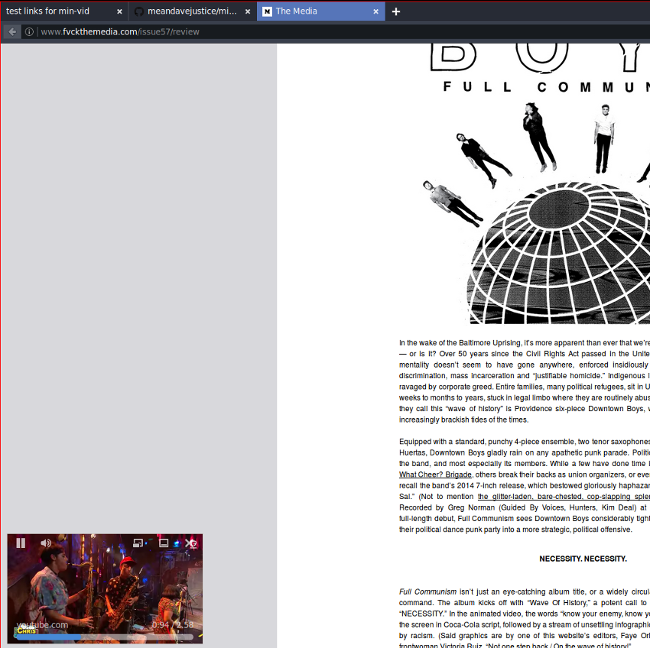 test links for min-vid
meandavejustice/mi...
The Media
www.fvckthemedia.com/issue57/review
B O Y
FULL COMMUN
In the wake of the Baltimore Uprising, it's more apparent than ever that we're
— or is it? Over 50 years since the Civil Rights Act passed in the Unite
mentality doesn't seem to have gone anywhere, enforced insidiously
discrimination, mass incarceration and "justifiable homicide." Indigenous l
ravaged by corporate greed. Entire families, many political refugees, sit in U
weeks to months to years, stuck in legal limbo where they are routinely abus
they call this "wave of history" is Providence six-piece Downtown Boys, w
increasingly brackish tides of the times.
Equipped with a standard, punchy 4-piece ensemble, two tenor saxophones
Huertas, Downtown Boys gladly rain on any apathetic punk parade. Politi
the band, and most especially its members. While a few have done time i
What Cheer? Brigade, others break their backs as union organizers, or eve
recall the band's 2014 7-inch release, which bestowed gloriously haphazar
Sal." (Not to mention the glitter-laden, bare-chested, cop-slapping sple
Recorded by Greg Norman (Guided By Voices, Hunters, Kim Deal) at
full-length debut, Full Communism sees Downtown Boys considerably tight
their political dance punk party into a more strategic, political offensive.
NECESSITY. NECESSITY.
Full Communism isn't just an eye-catching album title, or a widely circula
command. The album kicks off with "Wave Of History," a potent call to
"NECESSITY." In the animated video, the words "know your enemy, know yo
the screen in Coca-Cola script, followed by a stream of unsettling infographi
by racism. (Said graphics are by one of this website's editors, Faye Orl
frontwoman Victoria Ruiz. "Not one step back / On the wave of history!"
youtube.com
0:94 / 2:58
CHRIS